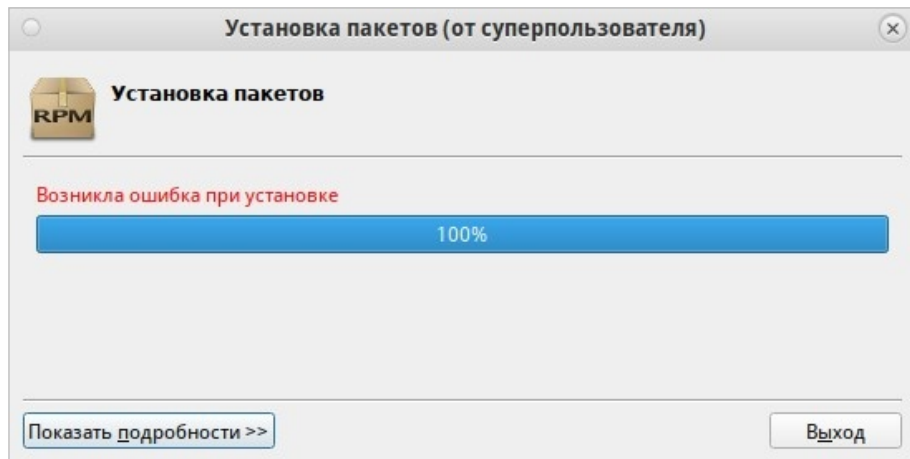 Установка пакетов (от суперпользователя)
RPM
Установка пакетов
Возникла ошибка при установке
100%
Показать подробности >>
Выход